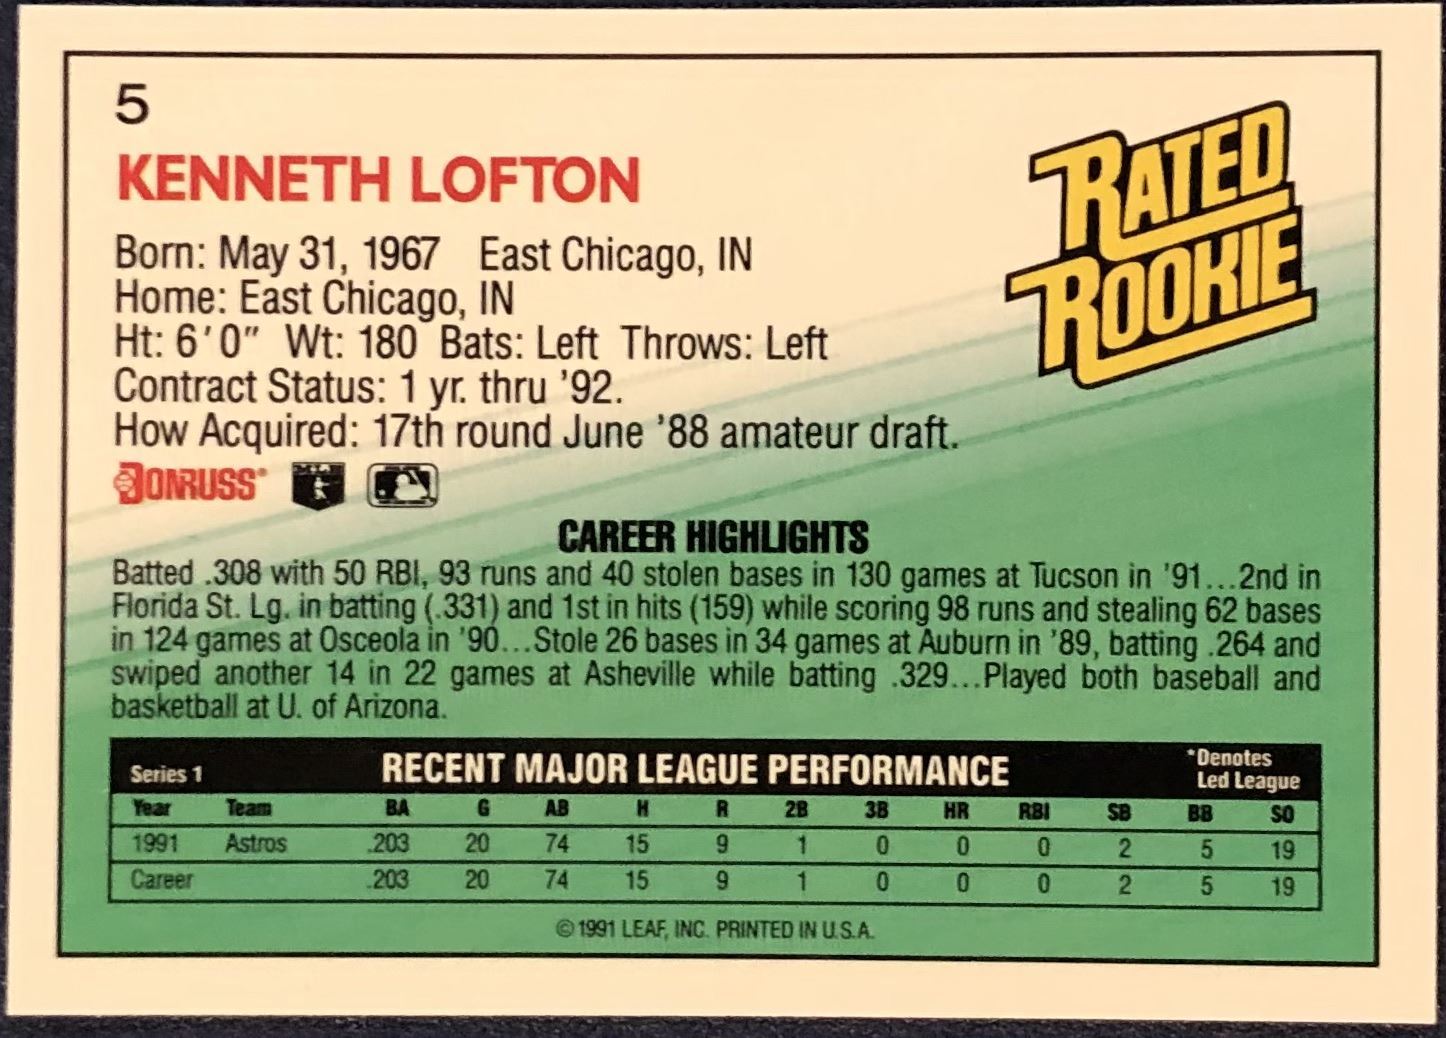 5
RATED
ROOKIE
KENNETH LOFTON
Born: May 31, 1967 East Chicago, IN
Home: East Chicago, IN
Ht: 6'0" Wt: 180 Bats: Left Throws: Left
Contract Status: 1 yr. thru '92.
How Acquired: 17th round June '88 amateur draft.
DONRUSS
CAREER HIGHLIGHTS
Batted .308 with 50 RBI, 93 runs and 40 stolen bases in 130 games at Tucson in '91...2nd in
Florida St. Lg. in batting (.331) and 1st in hits (159) while scoring 98 runs and stealing 62 bases
in 124 games at Osceola in '90...Stole 26 bases in 34 games at Auburn in '89, batting .264 and
swiped another 14 in 22 games at Asheville while batting .329...Played both baseball and
basketball at U. of Arizona.
Series 1 RECENT MAJOR LEAGUE PERFORMANCE *Denotes
Led League
Year Team BA G AB H R 2B 3B HR RBI SB BB SO
1991 Astros .203 20 74 15 9 1 0 0 0 2 5 19
Career .203 20 74 15 9 1 0 0 0 2 5 19
©1991 LEAF, INC. PRINTED IN U.S.A.